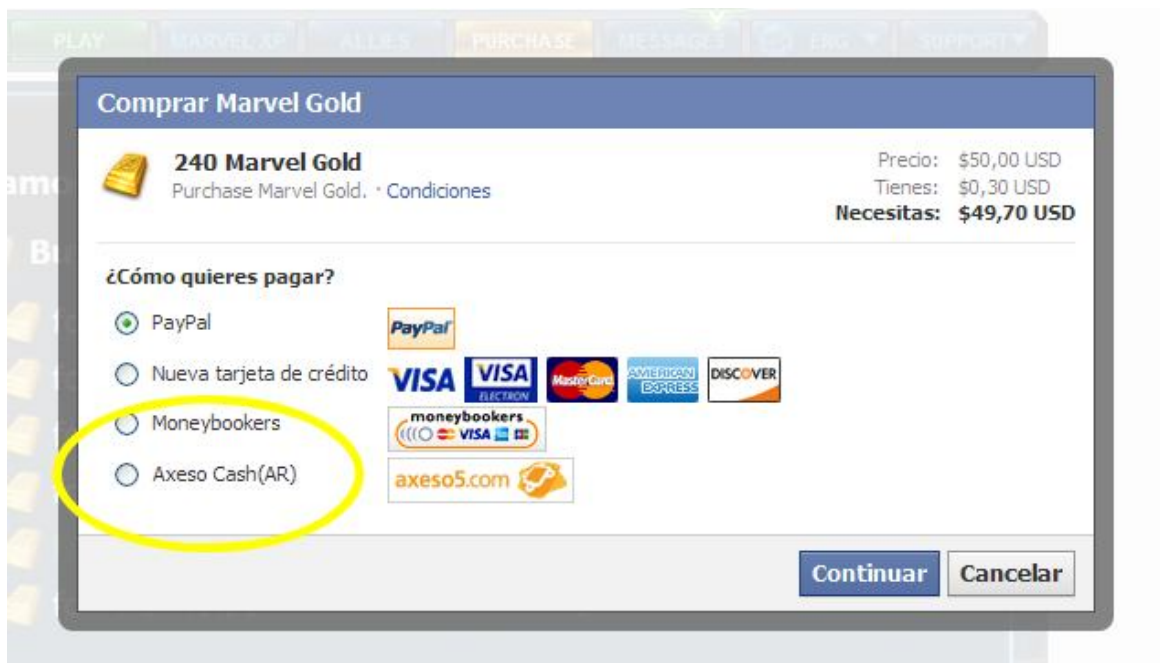 PLAY MARVEL XP ALLIES PURCHASE MESSAGES ENG SUPPORT
Comprar Marvel Gold
240 Marvel Gold
Purchase Marvel Gold. · Condiciones
Precio: $50,00 USD
Tienes: $0,30 USD
Necesitas: $49,70 USD
¿Cómo quieres pagar?
PayPal PayPal
Nueva tarjeta de crédito VISA VISA ELECTRON MasterCard AMERICAN EXPRESS DISCOVER
Moneybookers moneybookers VISA
Axeso Cash(AR) axeso5.com
Continuar Cancelar